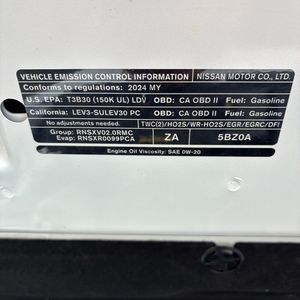 VEHICLE EMISSION CONTROL INFORMATION NISSAN MOTOR CO., LTD.
Conforms to regulations: 2024 MY
U.S. EPA: T3B30 (150K UL) LDV OBD: CA OBD II Fuel: Gasoline
California: LEV3-SULEV30 PC OBD: CA OBD II Fuel: Gasoline
No adjustments needed. TWC(2)/HO2S/WR-HO2S/EGR/EGRC/DFI
Group: RNSXV02.0RMC
Evap: RNSXR0099PCA ZA 5BZ0A
Engine Oil Viscosity: SAE 0W-20